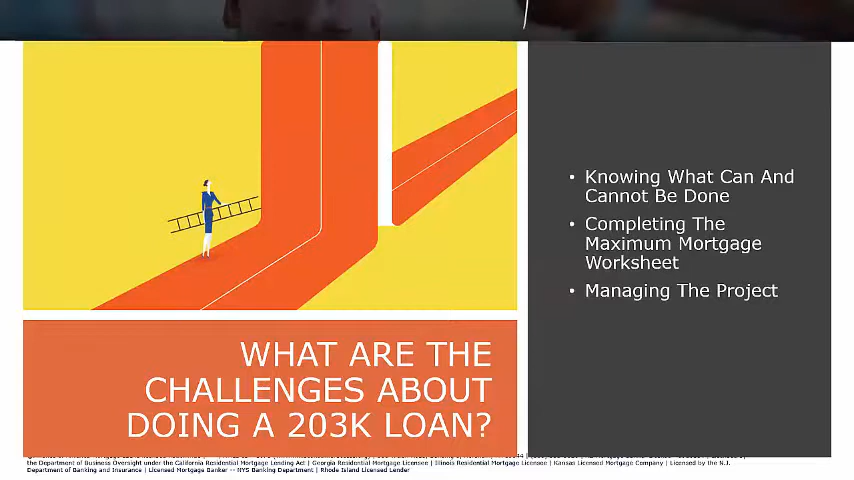 • Knowing What Can And
Cannot Be Done
• Completing The
Maximum Mortgage
Worksheet
• Managing The Project
WHAT ARE THE
CHALLENGES ABOUT
DOING A 203K LOAN?
the Department of Business Oversight under the California Residential Mortgage Lending Act | Georgia Residential Mortgage Licensee | Illinois Residential Mortgage Licensee | Kansas Licensed Mortgage Company | Licensed by the N.J.
Department of Banking and Insurance | Licensed Mortgage Banker -- NYS Banking Department | Rhode Island Licensed Lender